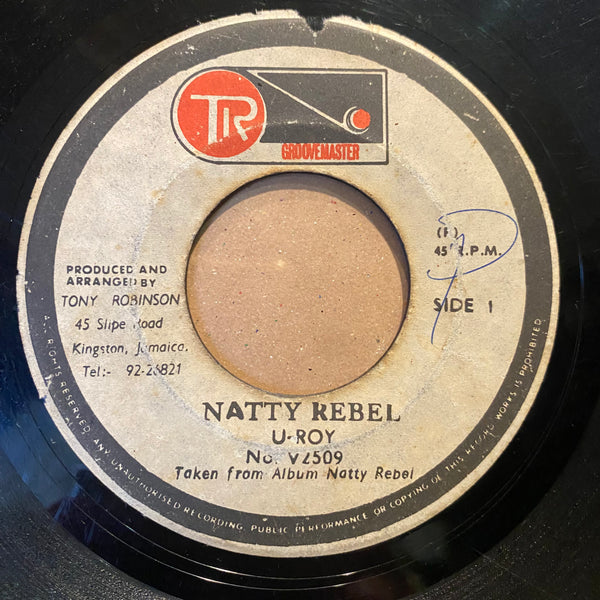 TR
GROOVEMASTER
PRODUCED AND
ARRANGED BY
TONY ROBINSON
45 Slipe Road
Kingston, Jamaica.
Tel:- 92-26821
(P)
45 R.P.M.
SIDE 1
NATTY REBEL
U-ROY
No. V2509
Taken from Album Natty Rebel
ALL RIGHTS RESERVED. ANY UNAUTHORISED RECORDING, PUBLIC PERFORMANCE OR COPYING OF THIS RECORD WORKS IS PROHIBITED